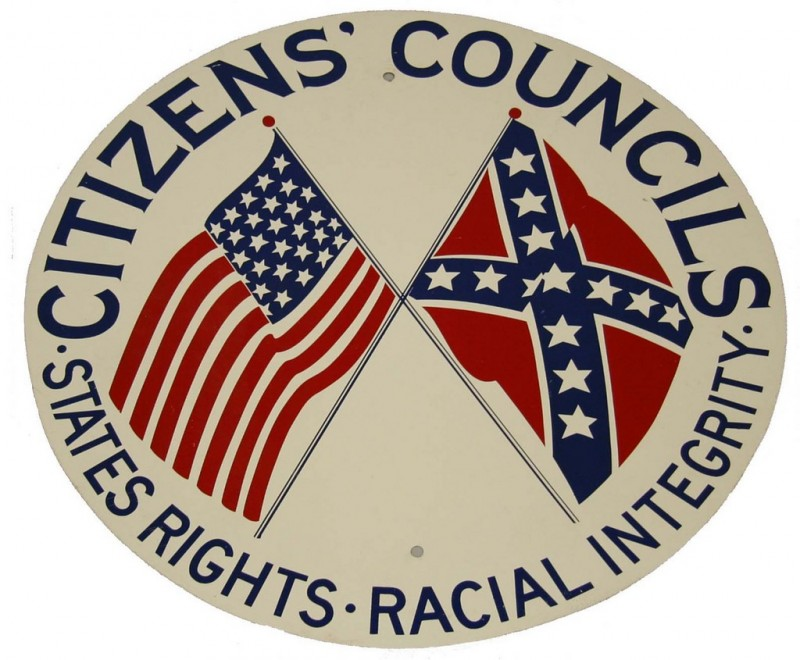 CITIZENS' COUNCILS
·STATES RIGHTS·RACIAL INTEGRITY·